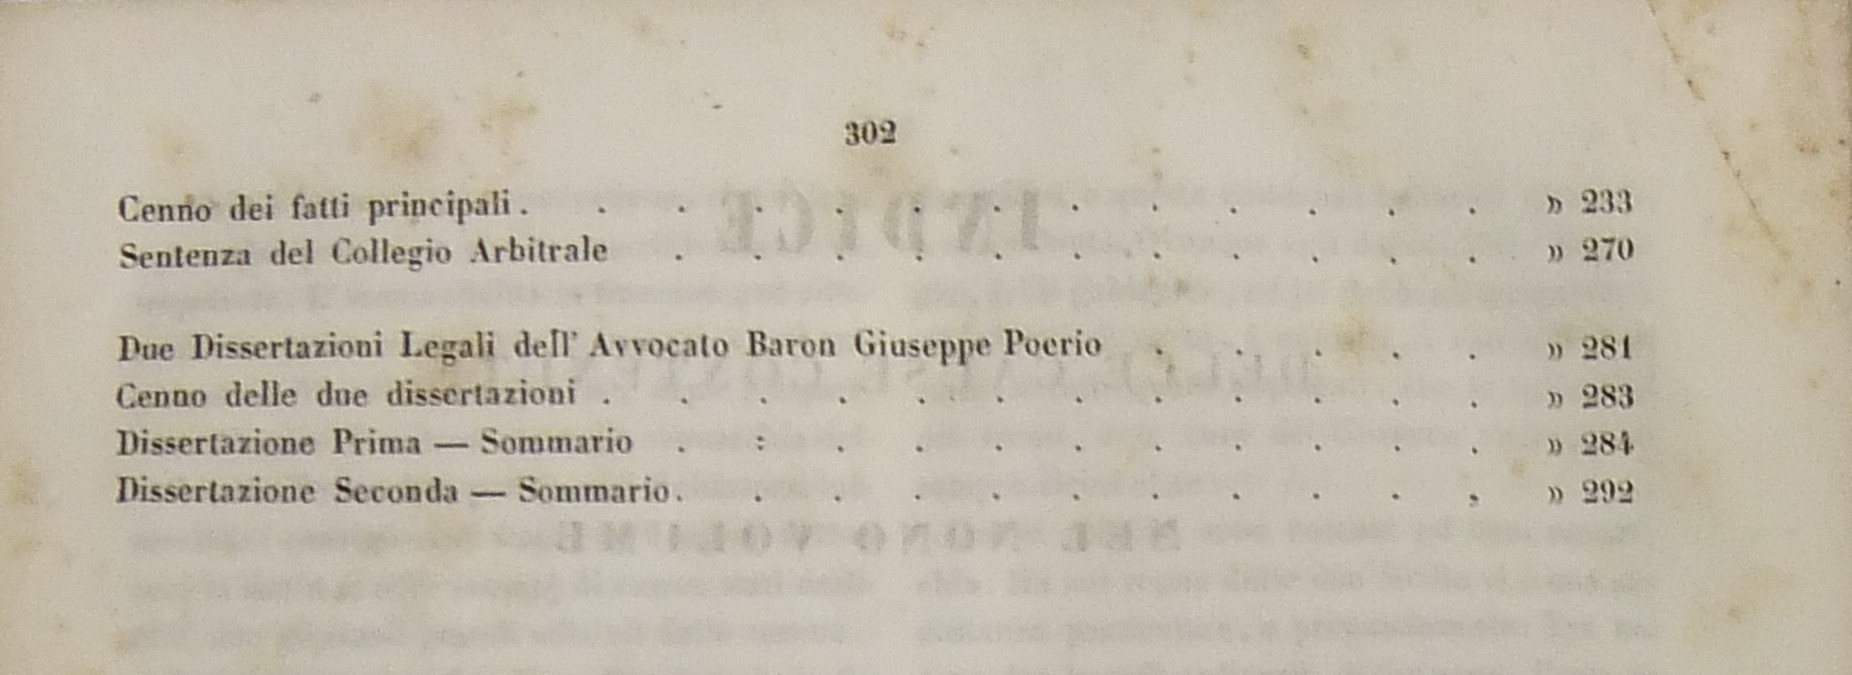 302
Cenno dei fatti principali . . . . . . . . . . . . . » 233
Sentenza del Collegio Arbitrale . . . . . . . . . . . » 270
Due Dissertazioni Legali dell' Avvocato Baron Giuseppe Poerio . . . . . » 281
Cenno delle due dissertazioni . . . . . . . . . . . . » 283
Dissertazione Prima — Sommario . : . . . . . . . . . » 284
Dissertazione Seconda — Sommario . . . . . . . . . . , » 292